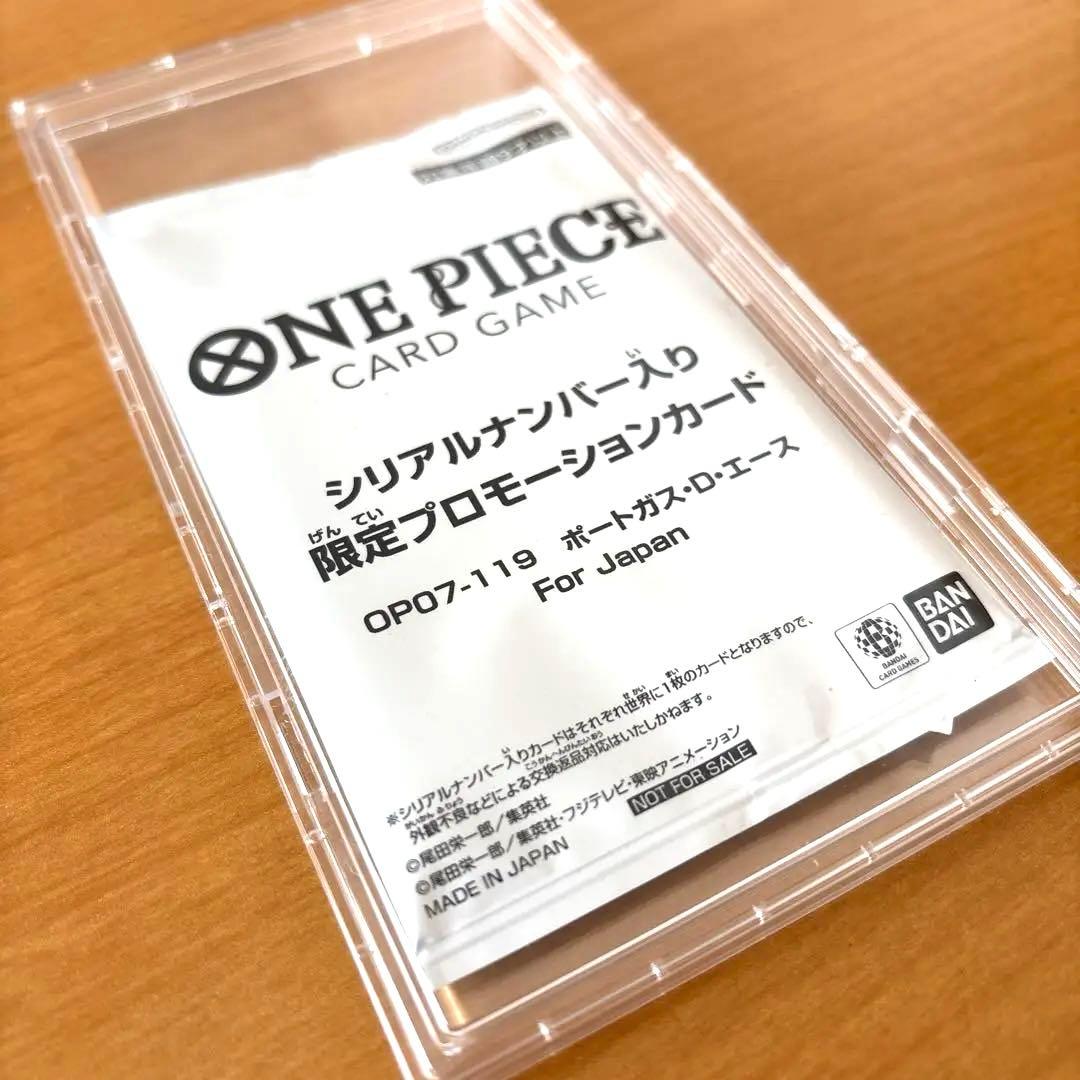 ONE PIECE
CARD GAME
シリアルナンバー入り
限定プロモーションカード
OP07-119 ポートガス・D・エース
For Japan
BANDAI
BANDAI
CARD GAMES
※シリアルナンバー入りカードはそれぞれ世界に1枚のカードとなりますので、
外観不良などによる交換返品対応はいたしかねます。
©尾田栄一郎／集英社
©尾田栄一郎／集英社・フジテレビ・東映アニメーション
MADE IN JAPAN
NOT FOR SALE